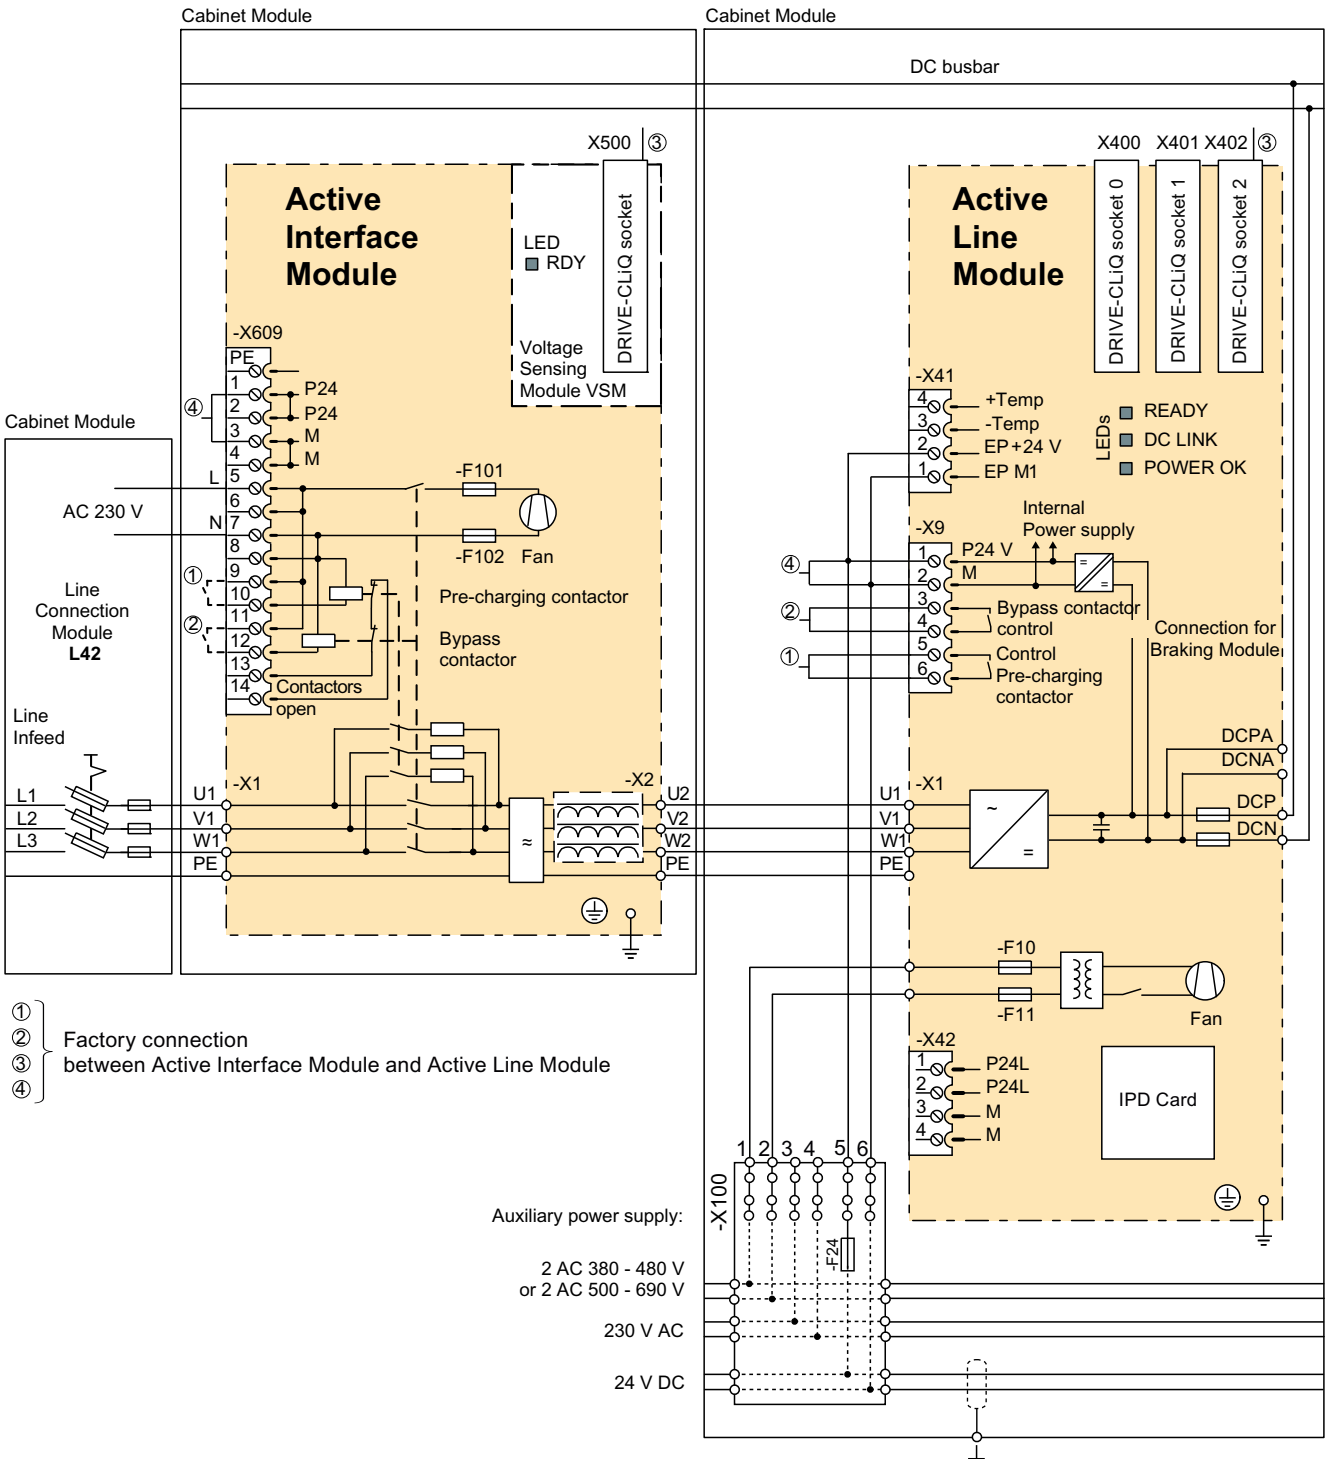 Cabinet Module
Cabinet Module
DC busbar
X500
③
X400
X401
X402
③
Active
Interface
Module
LED
RDY
DRIVE-CLiQ socket
Voltage
Sensing
Module VSM
Active
Line
Module
DRIVE-CLiQ socket 0
DRIVE-CLiQ socket 1
DRIVE-CLiQ socket 2
-X609
PE
1
2
3
4
5
6
7
8
9
10
11
12
13
14
P24
P24
M
M
④
L
N
①
②
-F101
-F102
Fan
Pre-charging contactor
Bypass
contactor
Contactors
open
Cabinet Module
AC 230 V
Line
Connection
Module
L42
Line
Infeed
L1
L2
L3
U1
V1
W1
PE
-X1
≈
-X2
U2
V2
W2
PE
-X41
4
3
2
1
+Temp
-Temp
EP +24 V
EP M1
LEDs
READY
DC LINK
POWER OK
Internal
Power supply
-X9
1
2
3
4
5
6
P24 V
M
=
=
Bypass contactor
control
Control
Pre-charging
contactor
④
②
①
Connection for
Braking Module
DCPA
DCNA
DCP
DCN
U1
V1
W1
PE
-X1
~
=
-F10
-F11
Fan
-X42
1
2
3
4
P24L
P24L
M
M
IPD Card
①
②
③
④
Factory connection
between Active Interface Module and Active Line Module
1
2
3
4
5
6
-X100
-F24
Auxiliary power supply:
2 AC 380 - 480 V
or 2 AC 500 - 690 V
230 V AC
24 V DC